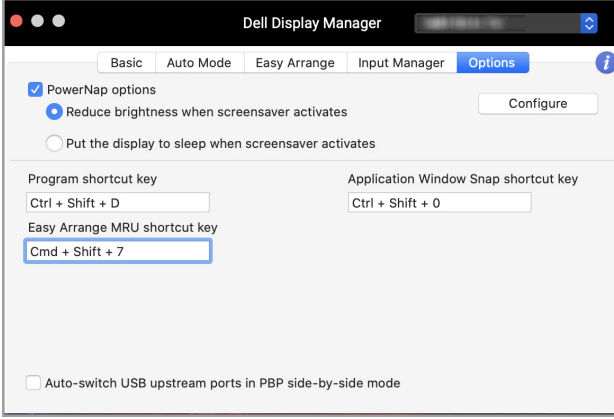 Dell Display Manager
Basic Auto Mode Easy Arrange Input Manager Options i
PowerNap options
Configure
Reduce brightness when screensaver activates
Put the display to sleep when screensaver activates
Program shortcut key
Application Window Snap shortcut key
Ctrl + Shift + D
Ctrl + Shift + 0
Easy Arrange MRU shortcut key
Cmd + Shift + 7
Auto-switch USB upstream ports in PBP side-by-side mode